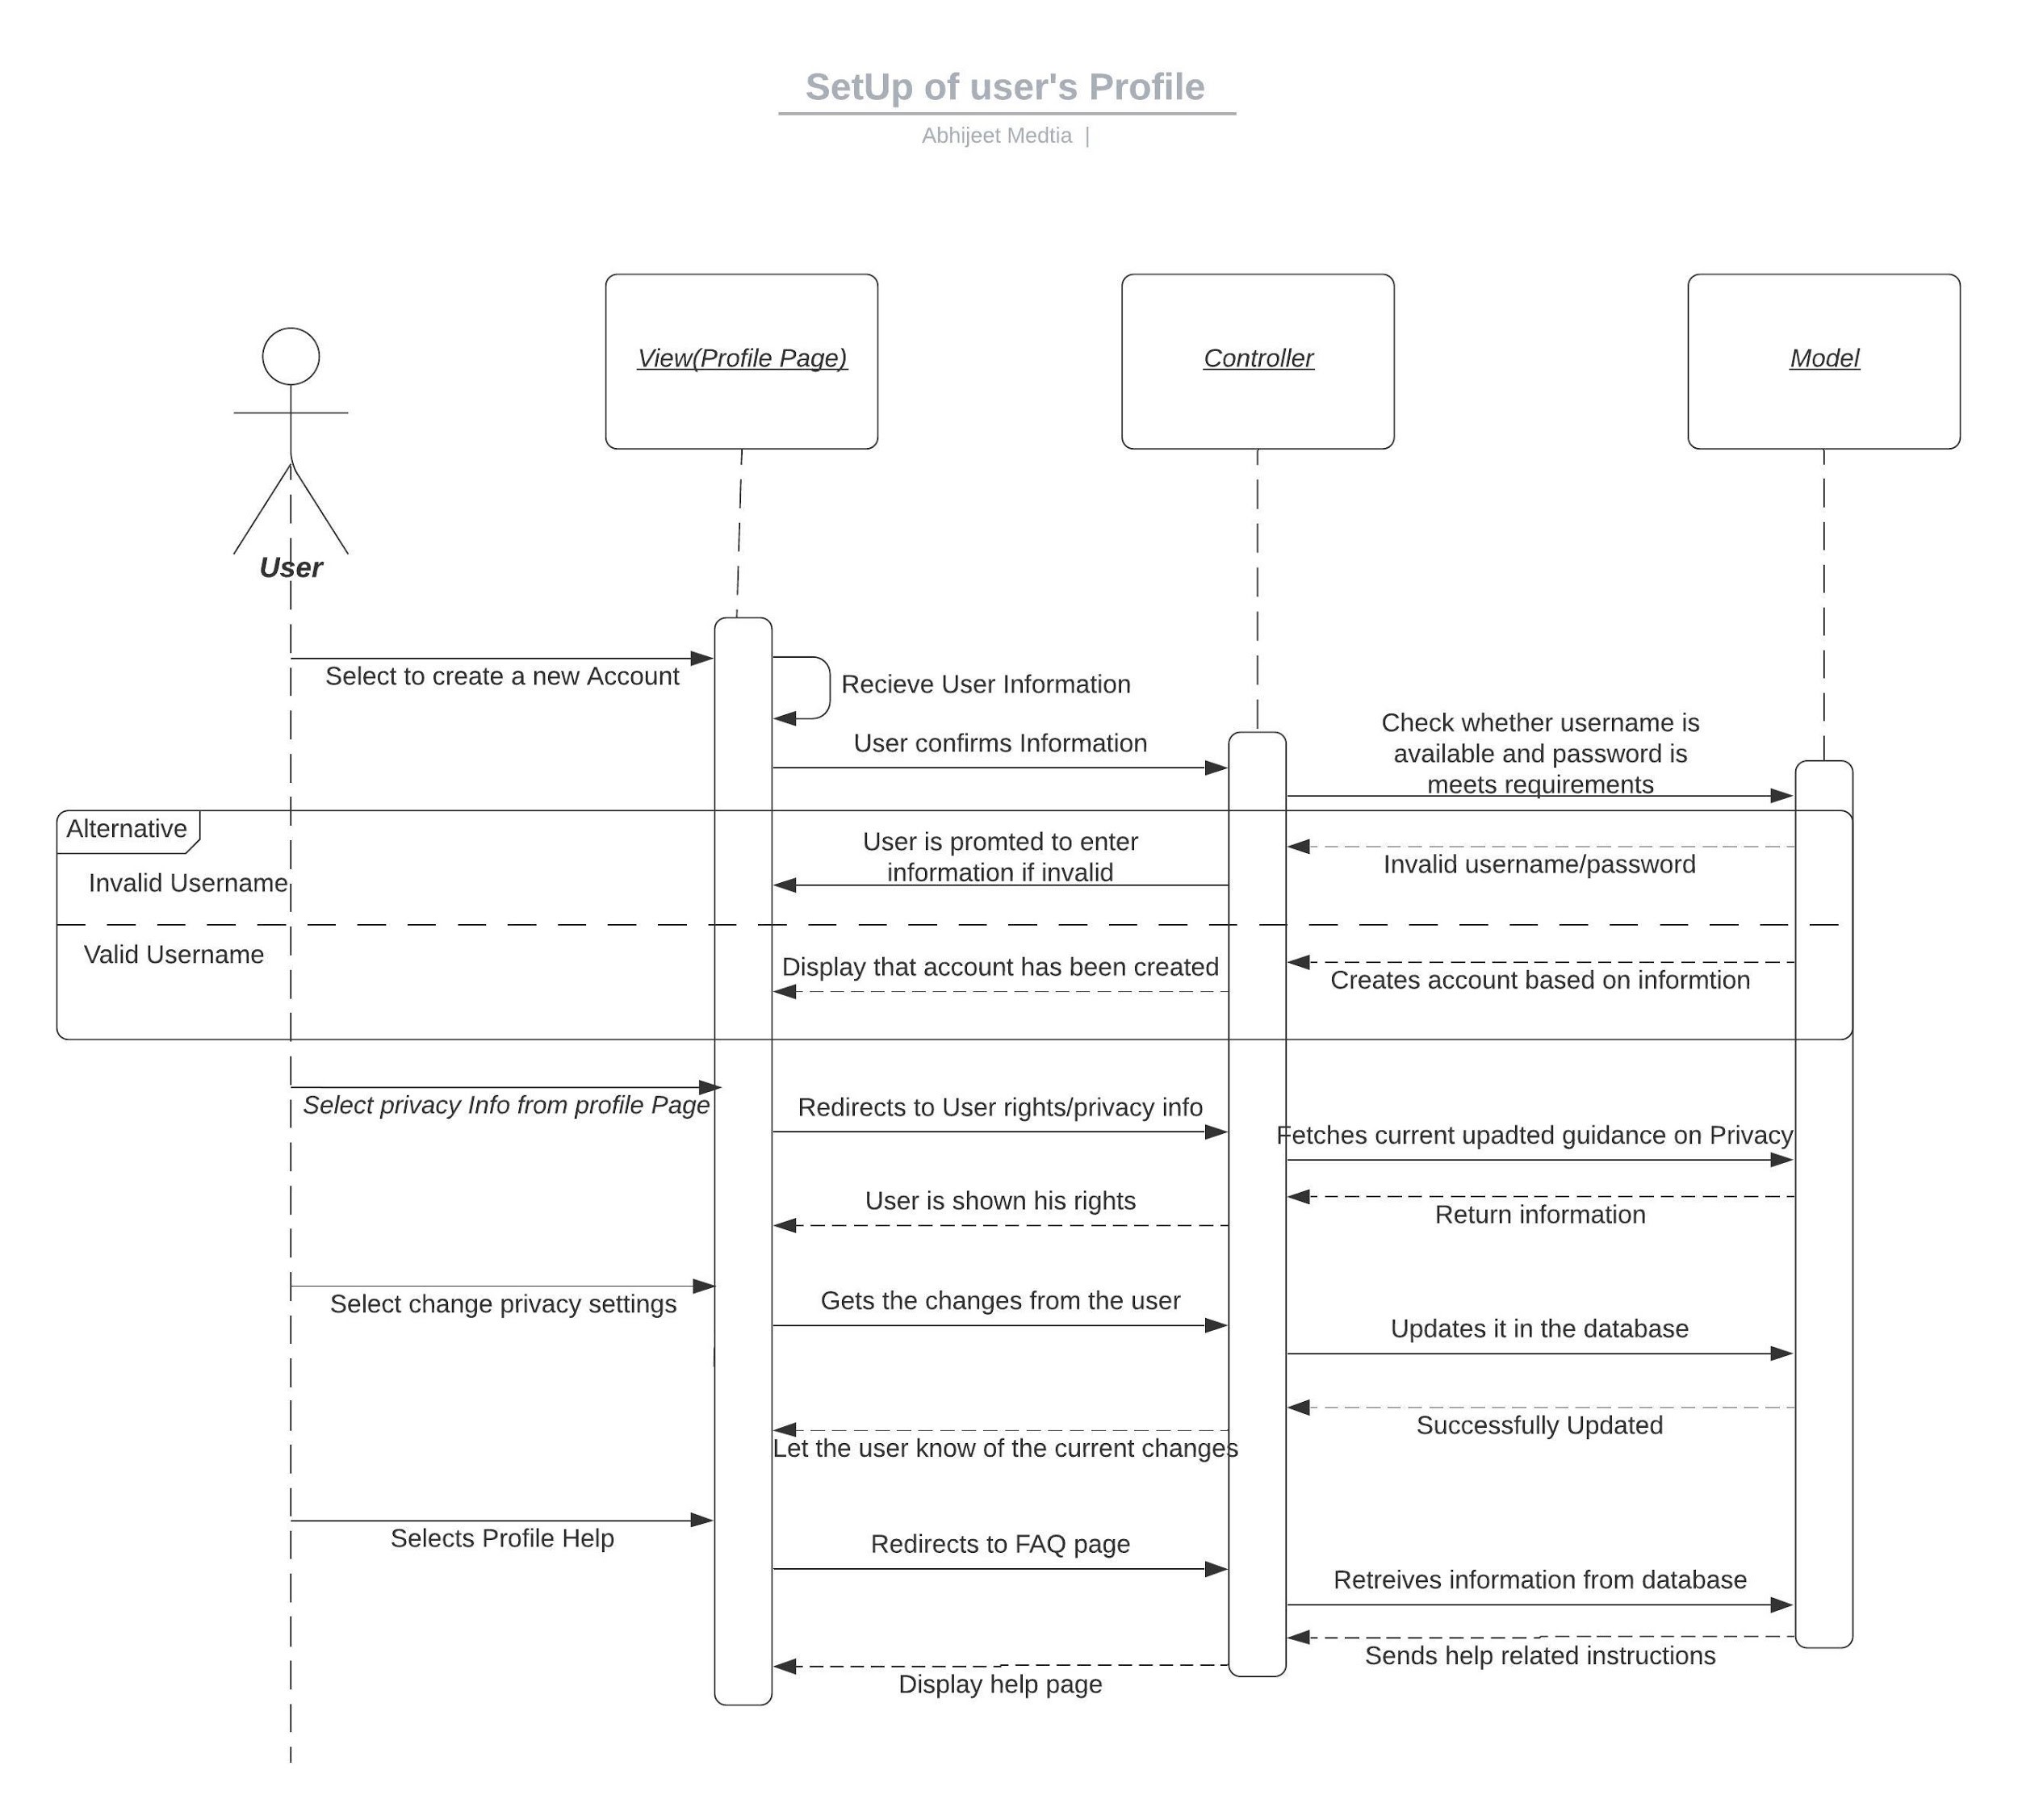 SetUp of user's Profile
Abhijeet Medtia |
View(Profile Page)
Controller
Model
User
Select to create a new Account
Recieve User Information
User confirms Information
Check whether username is
available and password is
meets requirements
Alternative
User is promted to enter
information if invalid
Invalid username/password
Invalid Username
Valid Username
Display that account has been created
Creates account based on informtion
Select privacy Info from profile Page
Redirects to User rights/privacy info
Fetches current upadted guidance on Privacy
User is shown his rights
Return information
Select change privacy settings
Gets the changes from the user
Updates it in the database
Successfully Updated
Let the user know of the current changes
Selects Profile Help
Redirects to FAQ page
Retreives information from database
Sends help related instructions
Display help page